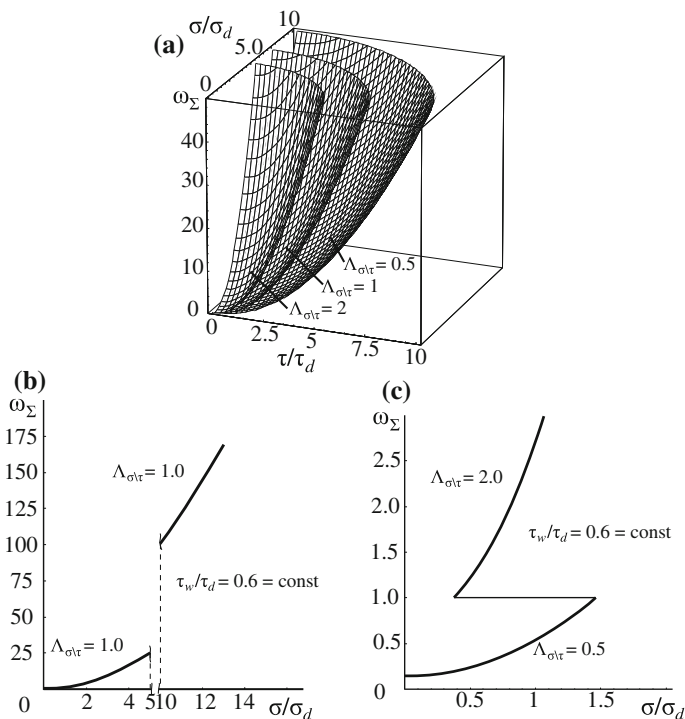 (a)
σ/σd
10
5.0
0
ωΣ
40
30
20
10
0
Λσ\τ = 0.5
Λσ\τ = 1
Λσ\τ = 2
0
2.5
5
7.5
10
τ/τd
(b)
ωΣ
175
150
125
100
75
50
25
0
Λσ\τ = 1.0
τw/τd = 0.6 = const
Λσ\τ = 1.0
2
4
5
10
12
14
σ/σd
(c)
ωΣ
2.5
2.0
1.5
1.0
0.5
0
Λσ\τ = 2.0
τw/τd = 0.6 = const
Λσ\τ = 0.5
0.5
1
1.5
σ/σd